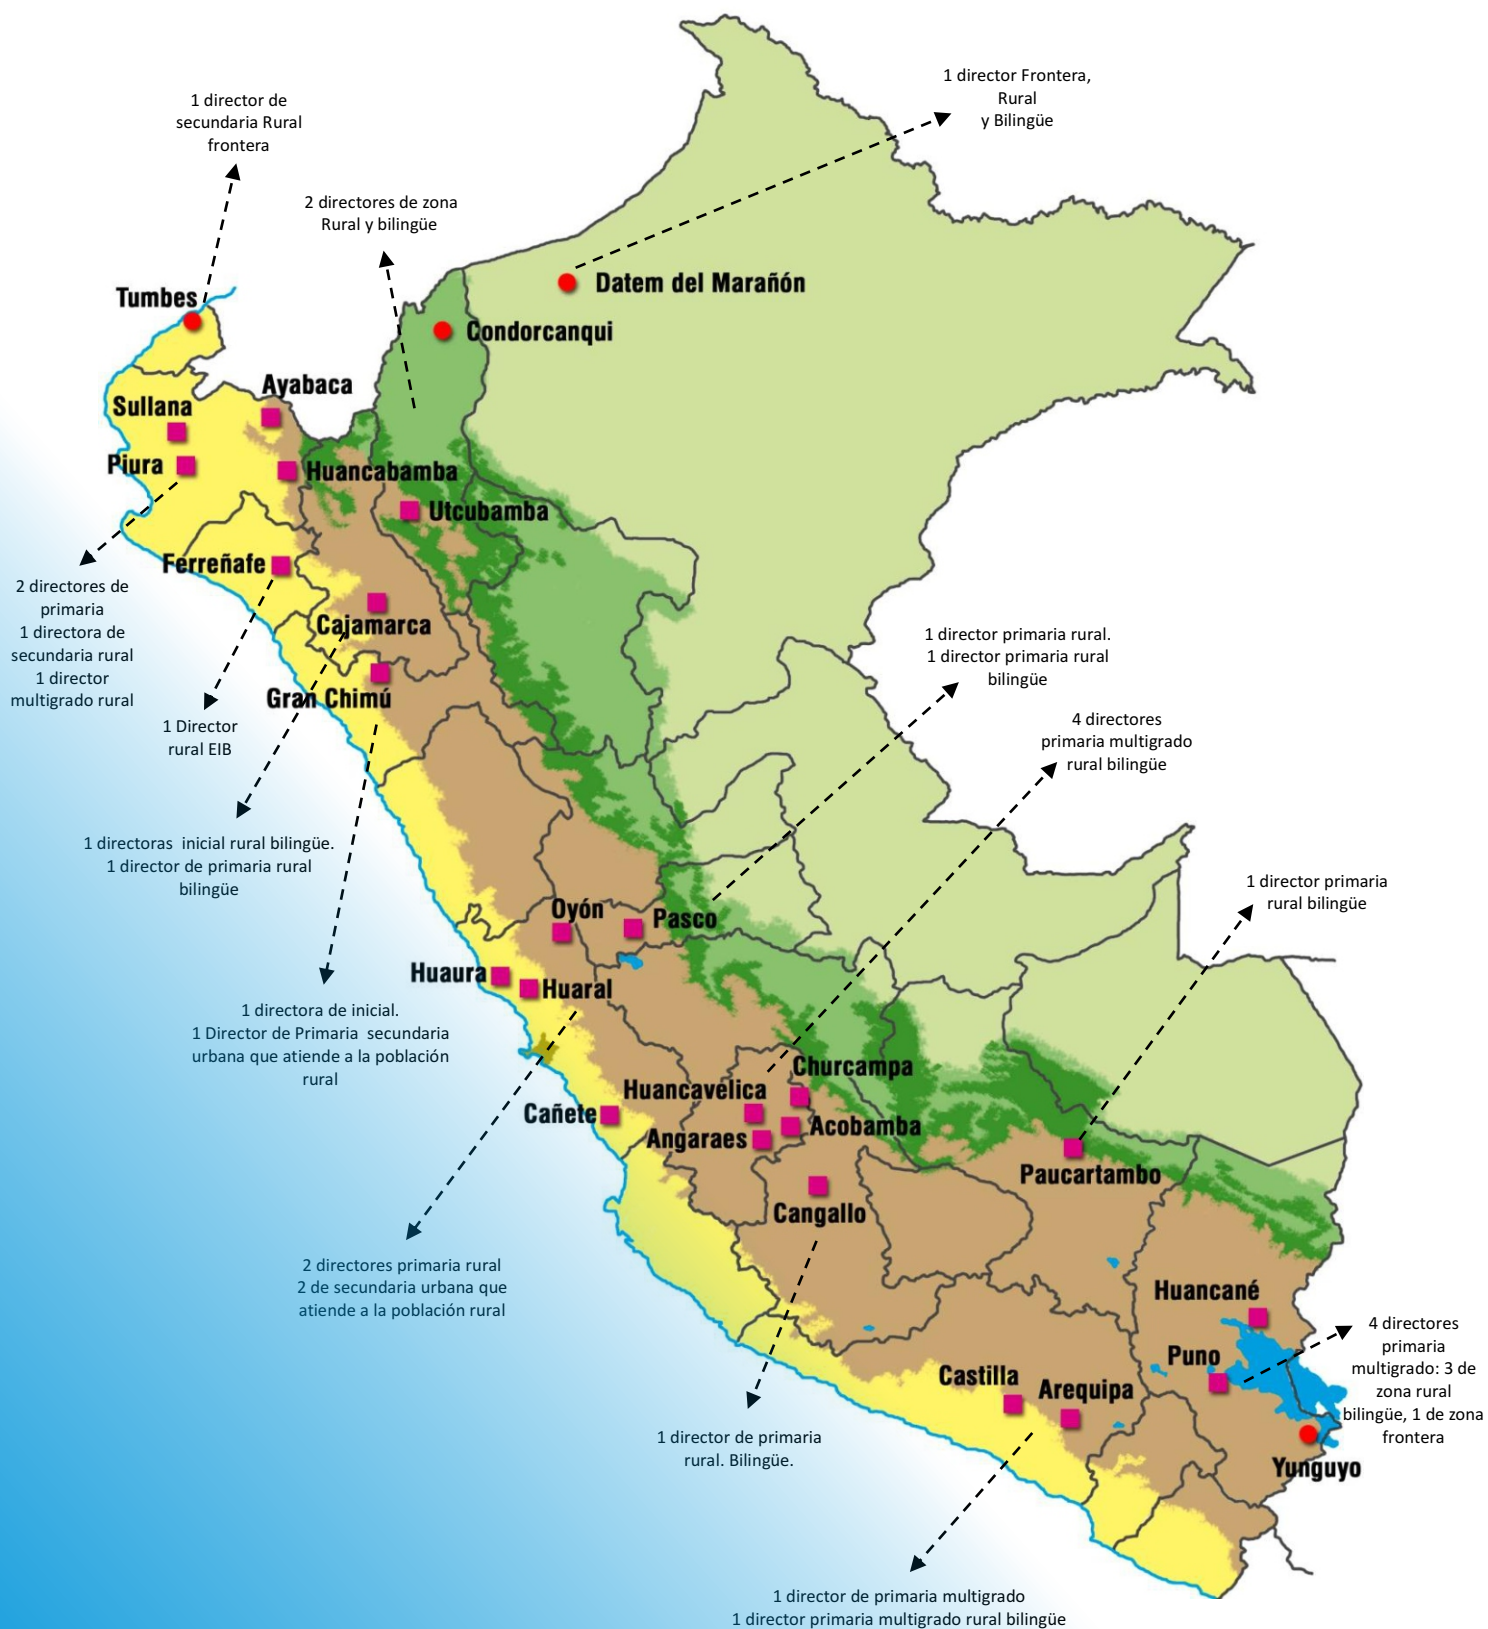 1 director Frontera,
Rural
y Bilingüe
1 director de
secundaria Rural
frontera
2 directores de zona
Rural y bilingüe
Tumbes
Datem del Marañón
Condorcanqui
Ayabaca
Sullana
Piura
Huancabamba
Utcubamba
Ferreñafe
2 directores de
primaria
1 directora de
secundaria rural
1 director
multigrado rural
Cajamarca
Gran Chimú
1 Director
rural EIB
1 director primaria rural.
1 director primaria rural
bilingüe
4 directores
primaria multigrado
rural bilingüe
1 directoras  inicial rural bilingüe.
1 director de primaria rural
bilingüe
1 director primaria
rural bilingüe
Oyón
Pasco
Huaura
Huaral
1 directora de inicial.
1 Director de Primaria  secundaria
urbana que atiende a la población
rural
Churcampa
Huancavelica
Cañete
Acobamba
Angaraes
Paucartambo
Cangallo
2 directores primaria rural
2 de secundaria urbana que
atiende a la población rural
Huancané
Puno
4 directores
primaria
multigrado: 3 de
zona rural
bilingüe, 1 de zona
frontera
Castilla
Arequipa
Yunguyo
1 director de primaria
rural. Bilingüe.
1 director de primaria multigrado
1 director primaria multigrado rural bilingüe